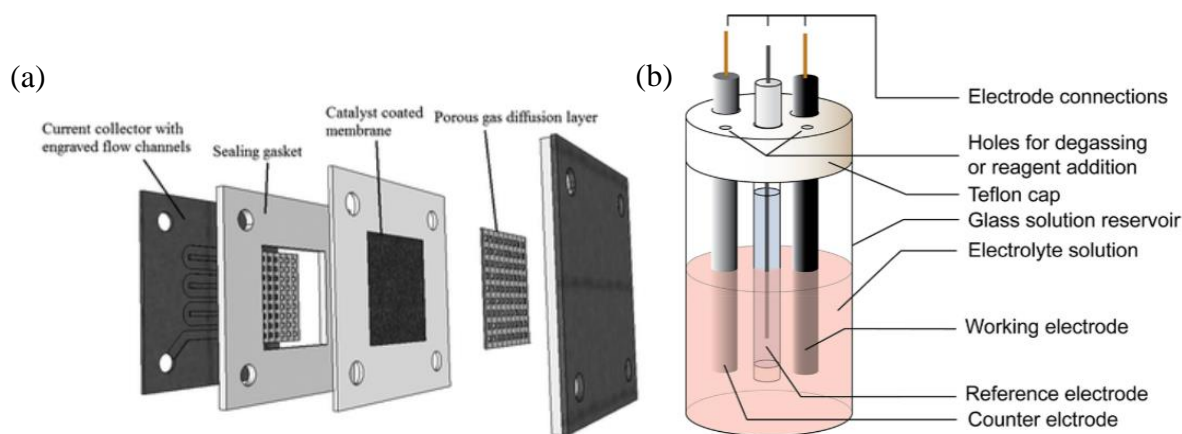 (a)
Current collector with
engraved flow channels
Sealing gasket
Catalyst coated
membrane
Porous gas diffusion layer
(b)
Electrode connections
Holes for degassing
or reagent addition
Teflon cap
Glass solution reservoir
Electrolyte solution
Working electrode
Reference electrode
Counter elctrode